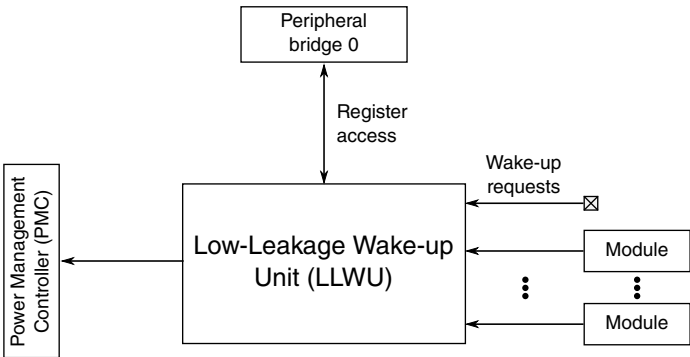 Peripheral
bridge 0
Register
access
Wake-up
requests
Power Management
Controller (PMC)
Low-Leakage Wake-up
Unit (LLWU)
Module
Module